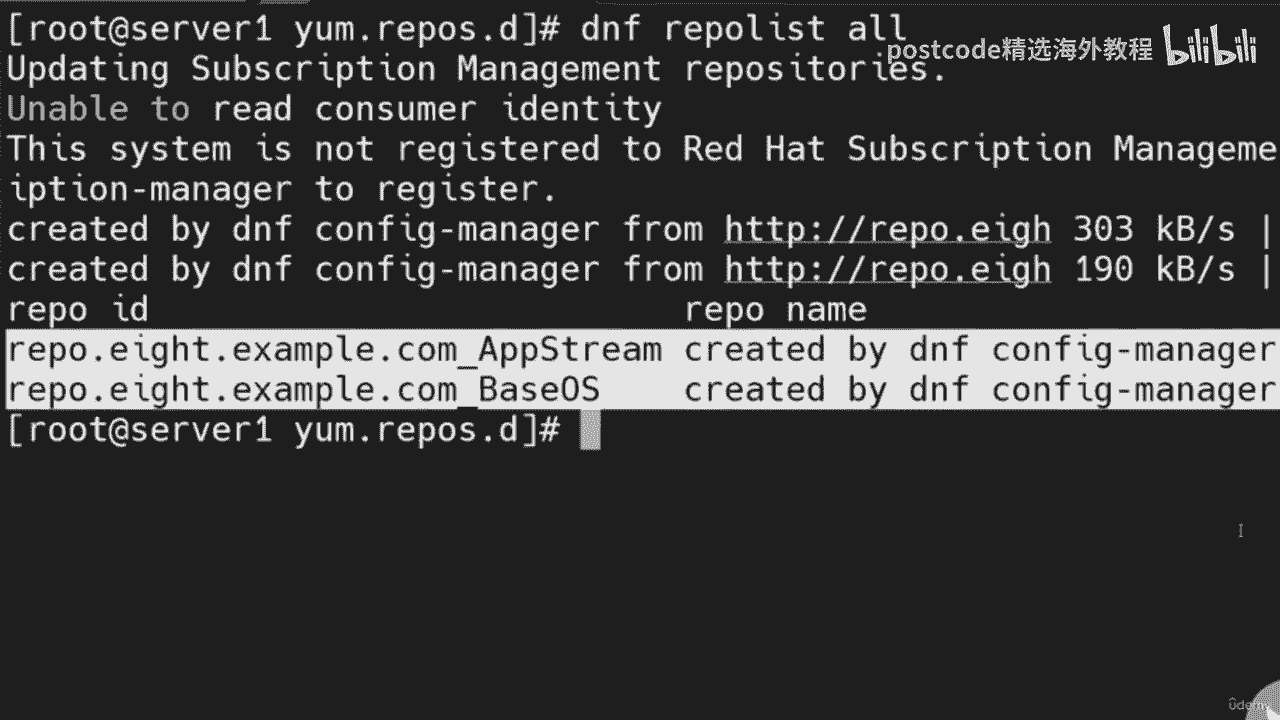 [root@server1 yum.repos.d]# dnf repolist all
postcode精选海外教程 bilibili
Updating Subscription Management repositories.
Unable to read consumer identity
This system is not registered to Red Hat Subscription Manageme
iption-manager to register.
created by dnf config-manager from http://repo.eigh 303 kB/s |
created by dnf config-manager from http://repo.eigh 190 kB/s |
repo id repo name
repo.eight.example.com_AppStream created by dnf config-manager
repo.eight.example.com_BaseOS created by dnf config-manager
[root@server1 yum.repos.d]#